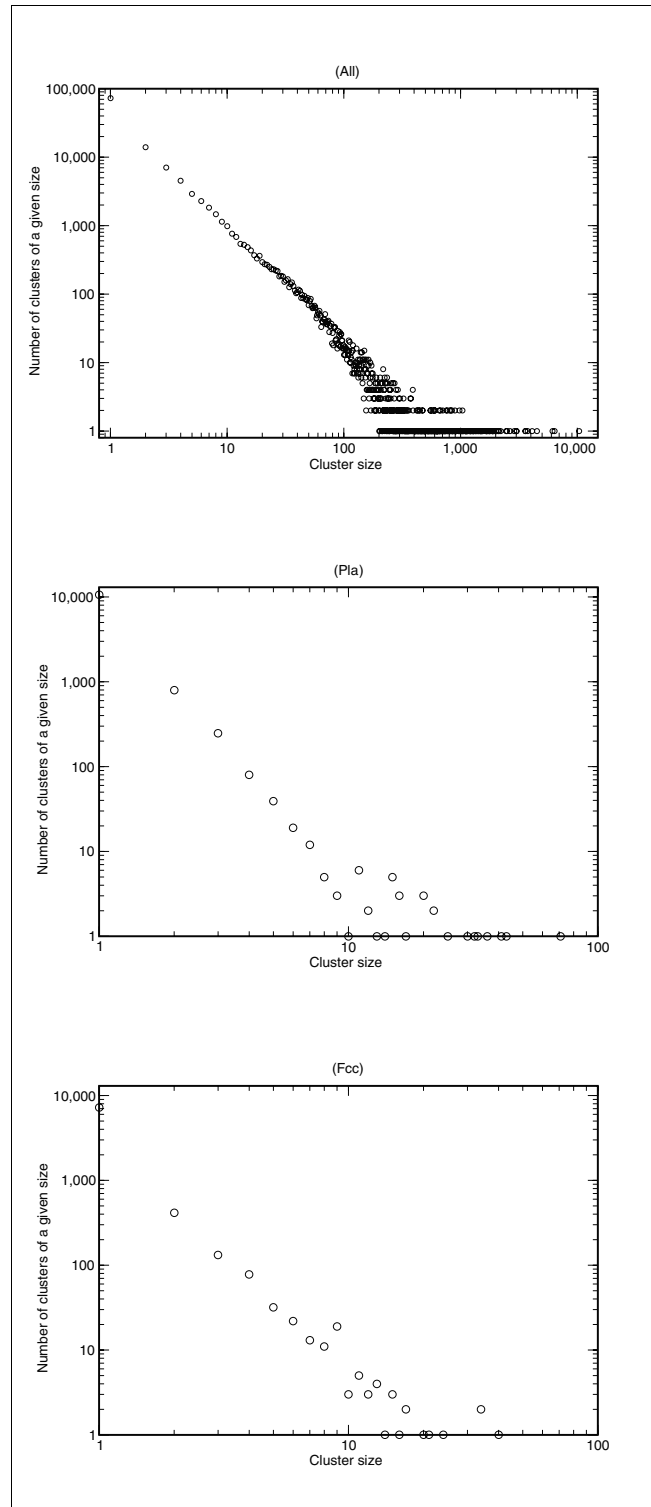 (All)
100,000
10,000
1,000
100
10
1
Number of clusters of a given size
1 10 100 1,000 10,000
Cluster size
(Pla)
10,000
1,000
100
10
1
Number of clusters of a given size
1 10 100
Cluster size
(Fcc)
10,000
1,000
100
10
1
Number of clusters of a given size
1 10 100
Cluster size